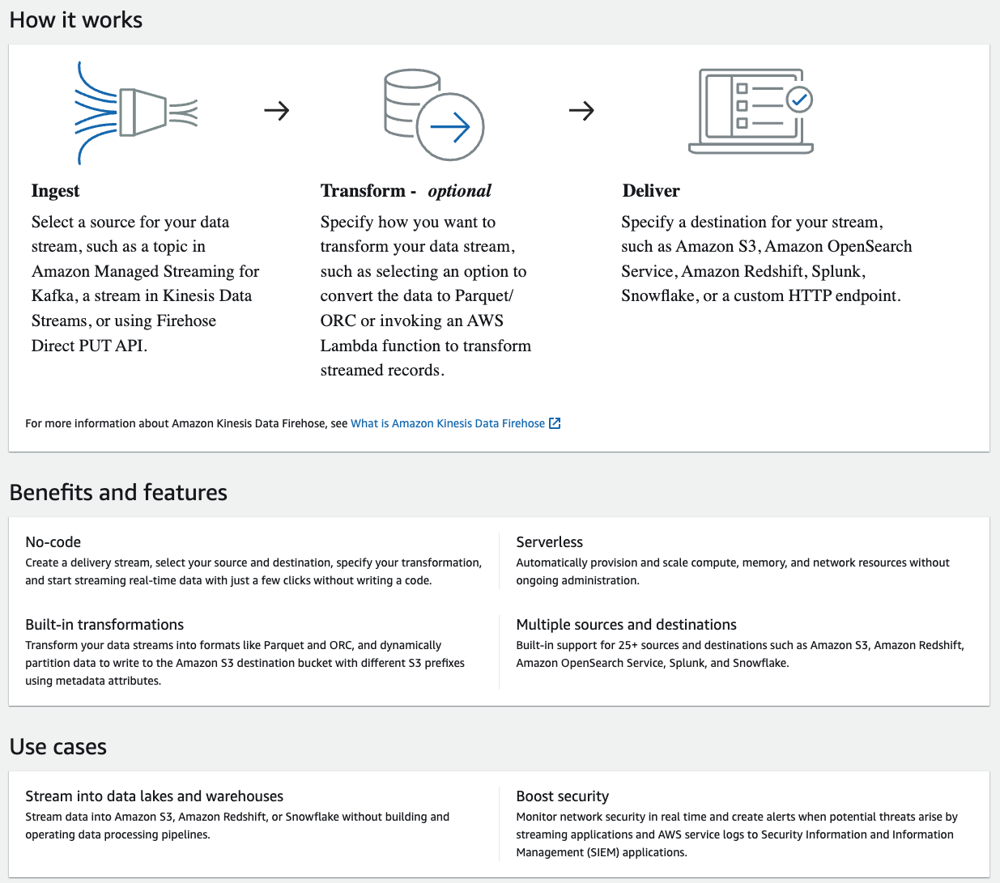 How it works
Ingest
Select a source for your data
stream, such as a topic in
Amazon Managed Streaming for
Kafka, a stream in Kinesis Data
Streams, or using Firehose
Direct PUT API.
Transform - optional
Specify how you want to
transform your data stream,
such as selecting an option to
convert the data to Parquet/
ORC or invoking an AWS
Lambda function to transform
streamed records.
Deliver
Specify a destination for your stream,
such as Amazon S3, Amazon OpenSearch
Service, Amazon Redshift, Splunk,
Snowflake, or a custom HTTP endpoint.
For more information about Amazon Kinesis Data Firehose, see What is Amazon Kinesis Data Firehose
Benefits and features
No-code
Create a delivery stream, select your source and destination, specify your transformation,
and start streaming real-time data with just a few clicks without writing a code.
Serverless
Automatically provision and scale compute, memory, and network resources without
ongoing administration.
Built-in transformations
Transform your data streams into formats like Parquet and ORC, and dynamically
partition data to write to the Amazon S3 destination bucket with different S3 prefixes
using metadata attributes.
Multiple sources and destinations
Built-in support for 25+ sources and destinations such as Amazon S3, Amazon Redshift,
Amazon OpenSearch Service, Splunk, and Snowflake.
Use cases
Stream into data lakes and warehouses
Stream data into Amazon S3, Amazon Redshift, or Snowflake without building and
operating data processing pipelines.
Boost security
Monitor network security in real time and create alerts when potential threats arise by
streaming applications and AWS service logs to Security Information and Information
Management (SIEM) applications.